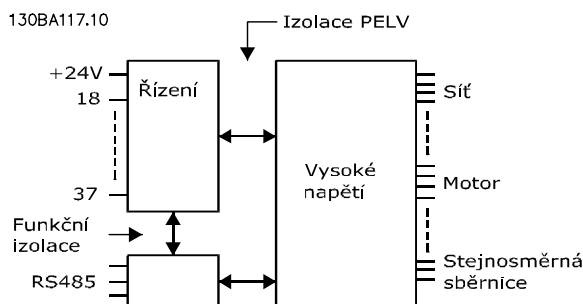 130BA117.10
Izolace PELV
+24V
18
Řízení
Síť
Vysoké
napětí
37
Motor
Funkční
izolace
RS485
Stejnosměrná
sběrnice